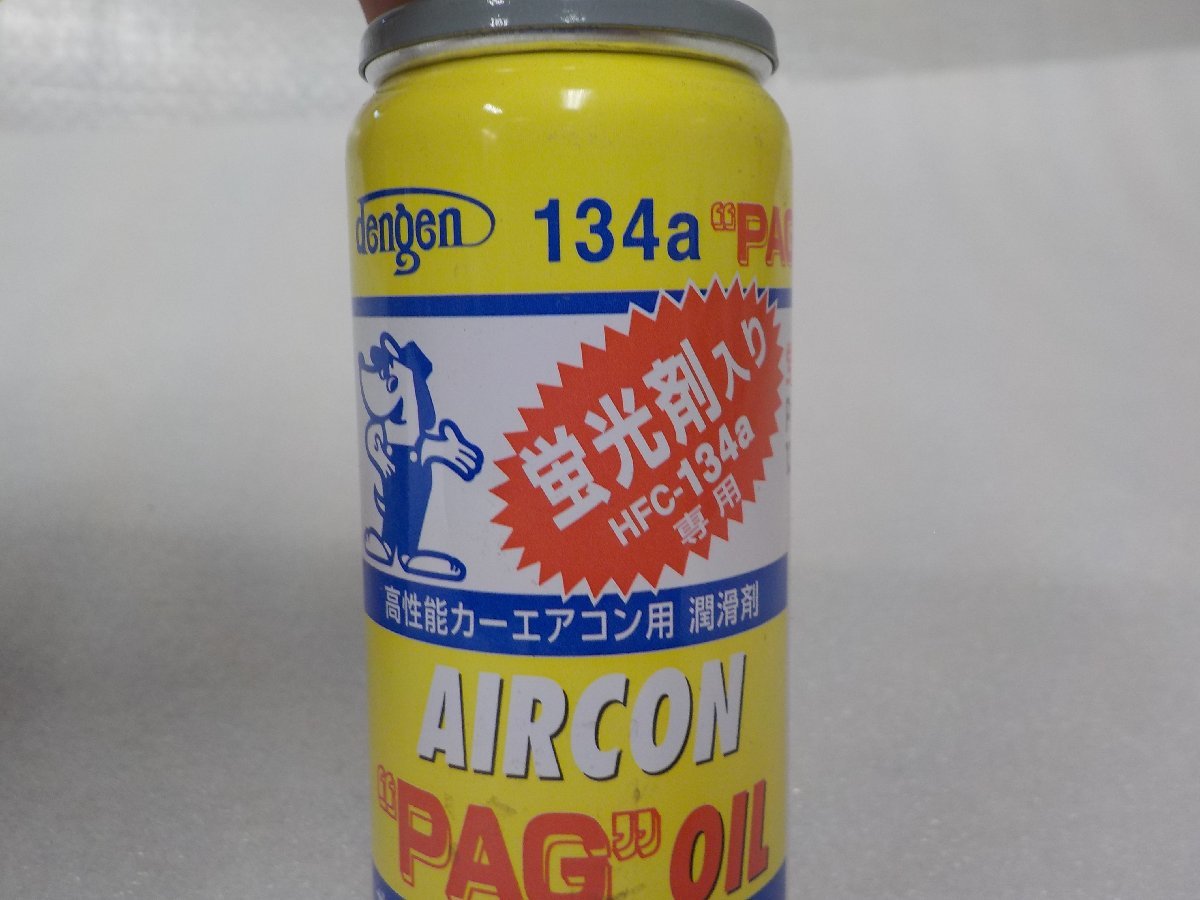 dengen
134a "PAG
蛍光剤入り
HFC-134a
専用
高性能カーエアコン用 潤滑剤
AIRCON
"PAG" OIL